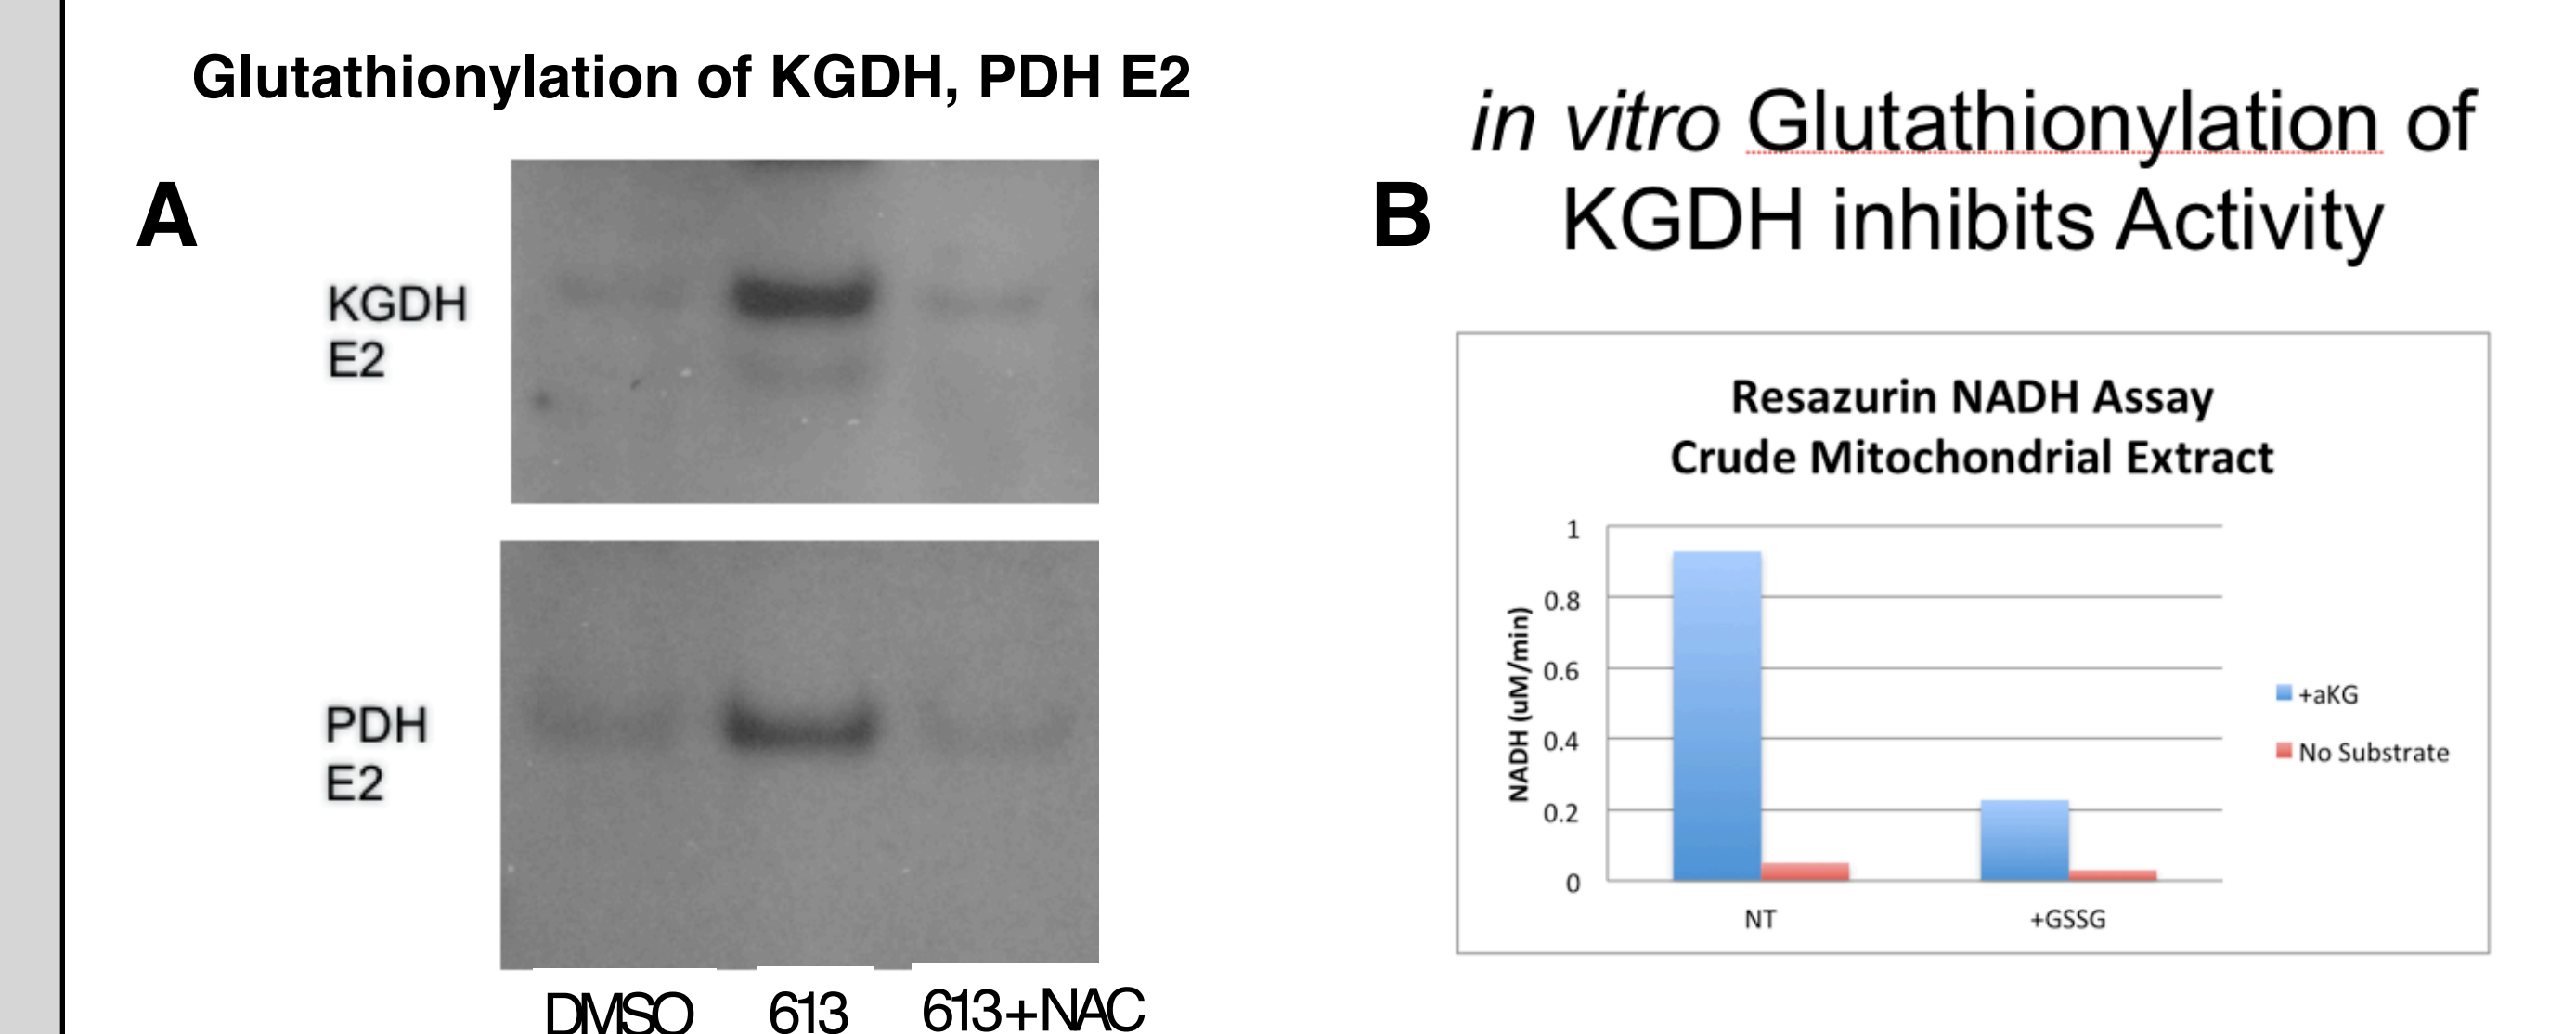 Glutathionylation of KGDH, PDH E2
A
KGDH
E2
PDH
E2
DMSO 613 613+NAC
B
in vitro Glutathionylation of
KGDH inhibits Activity
Resazurin NADH Assay
Crude Mitochondrial Extract
NADH (uM/min)
1
0.8
0.6
0.4
0.2
0
NT +GSSG
+aKG
No Substrate